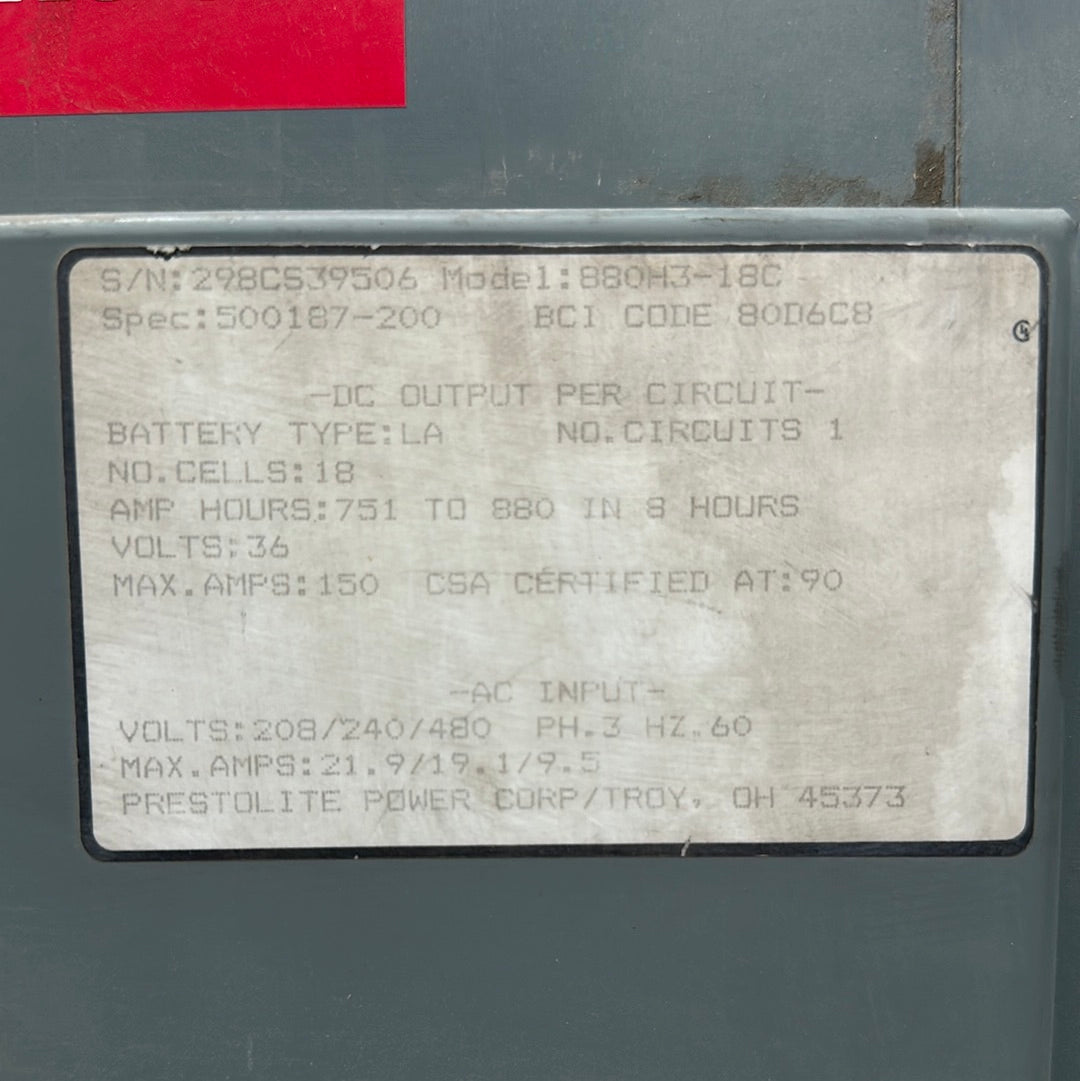 S/N:298CS39506 Model:880H3-18C
Spec:500187-200 BCI CODE 80D6C8
-DC OUTPUT PER CIRCUIT-
BATTERY TYPE:LA NO.CIRCUITS 1
NO.CELLS:18
AMP HOURS:751 TO 880 IN 8 HOURS
VOLTS:36
MAX.AMPS:150 CSA CERTIFIED AT:90
-AC INPUT-
VOLTS:208/240/480 PH.3 HZ.60
MAX.AMPS:21.9/19.1/9.5
PRESTOLITE POWER CORP/TROY, OH 45373